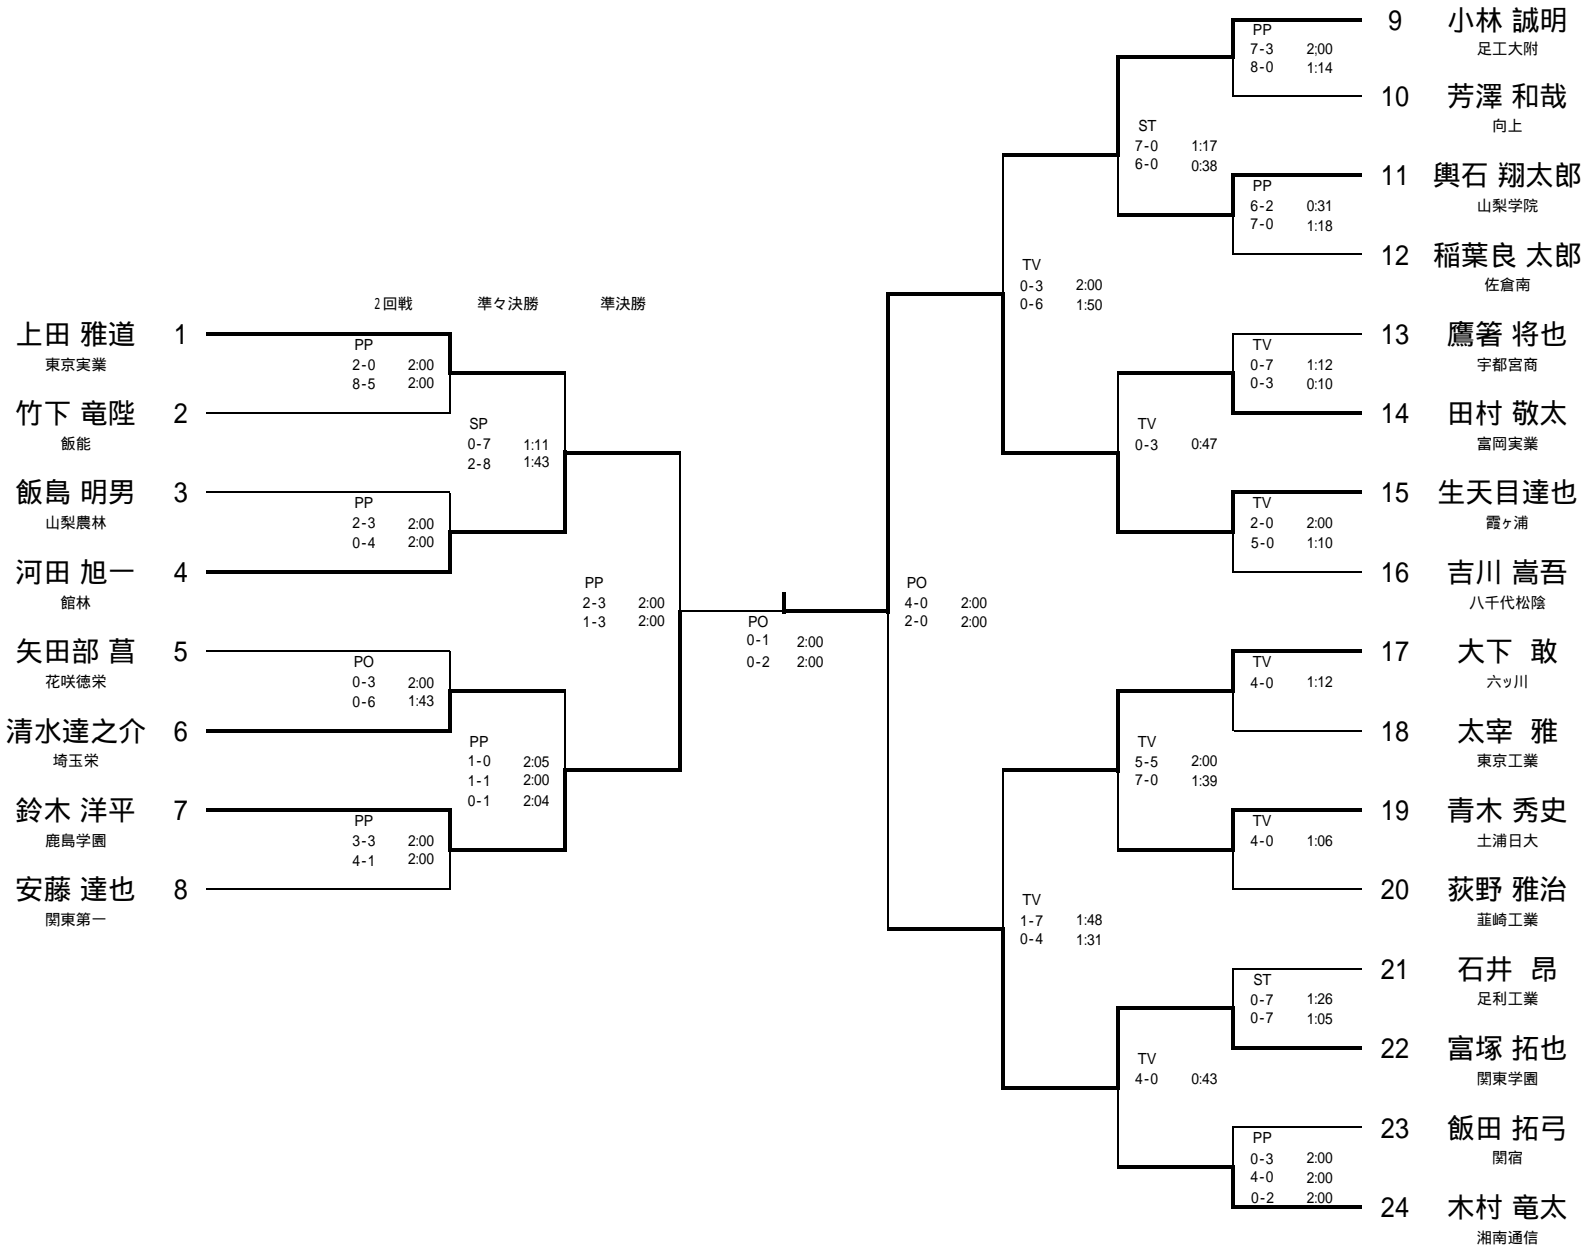 2回戦 準々決勝 準決勝
上田 雅道 1
東京実業
PP
2-0 2:00
8-5 2:00
竹下 竜陛 2
飯能
SP
0-7 1:11
2-8 1:43
飯島 明男 3
山梨農林
PP
2-3 2:00
0-4 2:00
河田 旭一 4
館林
PP
2-3 2:00
1-3 2:00
矢田部 菖 5
花咲徳栄
PO
0-3 2:00
0-6 1:43
清水達之介 6
埼玉栄
PP
1-0 2:05
1-1 2:00
0-1 2:04
鈴木 洋平 7
鹿島学園
PP
3-3 2:00
4-1 2:00
安藤 達也 8
関東第一
PO
0-1 2:00
0-2 2:00
9 小林 誠明
足工大附
PP
7-3 2;00
8-0 1:14
10 芳澤 和哉
向上
ST
7-0 1:17
6-0 0:38
11 輿石 翔太郎
山梨学院
PP
6-2 0:31
7-0 1:18
12 稲葉良 太郎
佐倉南
TV
0-3 2:00
0-6 1:50
13 鷹箸 将也
宇都宮商
TV
0-7 1:12
0-3 0:10
14 田村 敬太
富岡実業
TV
0-3 0:47
15 生天目達也
霞ヶ浦
TV
2-0 2:00
5-0 1:10
16 吉川 嵩吾
八千代松陰
PO
4-0 2:00
2-0 2:00
17 大下 敢
六ッ川
TV
4-0 1:12
18 太宰 雅
東京工業
TV
5-5 2:00
7-0 1:39
19 青木 秀史
土浦日大
TV
4-0 1:06
20 荻野 雅治
韮崎工業
TV
1-7 1:48
0-4 1:31
21 石井 昂
足利工業
ST
0-7 1:26
0-7 1:05
22 富塚 拓也
関東学園
TV
4-0 0:43
23 飯田 拓弓
関宿
PP
0-3 2:00
4-0 2:00
0-2 2:00
24 木村 竜太
湘南通信